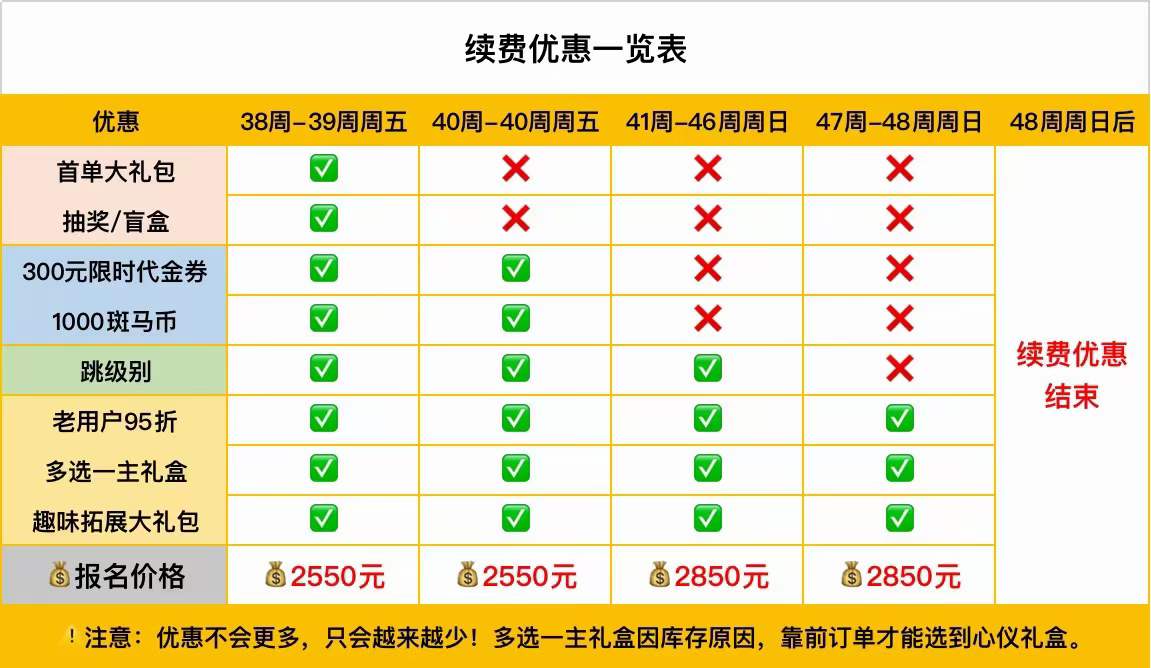 续费优惠一览表
优惠 38周-39周周五 40周-40周周五 41周-46周周日 47周-48周周日 48周周日后
首单大礼包 ✅ ❌ ❌ ❌
抽奖/盲盒 ✅ ❌ ❌ ❌
300元限时代金券 ✅ ✅ ❌ ❌
1000斑马币 ✅ ✅ ❌ ❌
跳级别 ✅ ✅ ✅ ❌
老用户95折 ✅ ✅ ✅ ✅
多选一主礼盒 ✅ ✅ ✅ ✅
趣味拓展大礼包 ✅ ✅ ✅ ✅
续费优惠
结束
💰报名价格 💰2550元 💰2550元 💰2850元 💰2850元
! 注意：优惠不会更多，只会越来越少！多选一主礼盒因库存原因，靠前订单才能选到心仪礼盒。